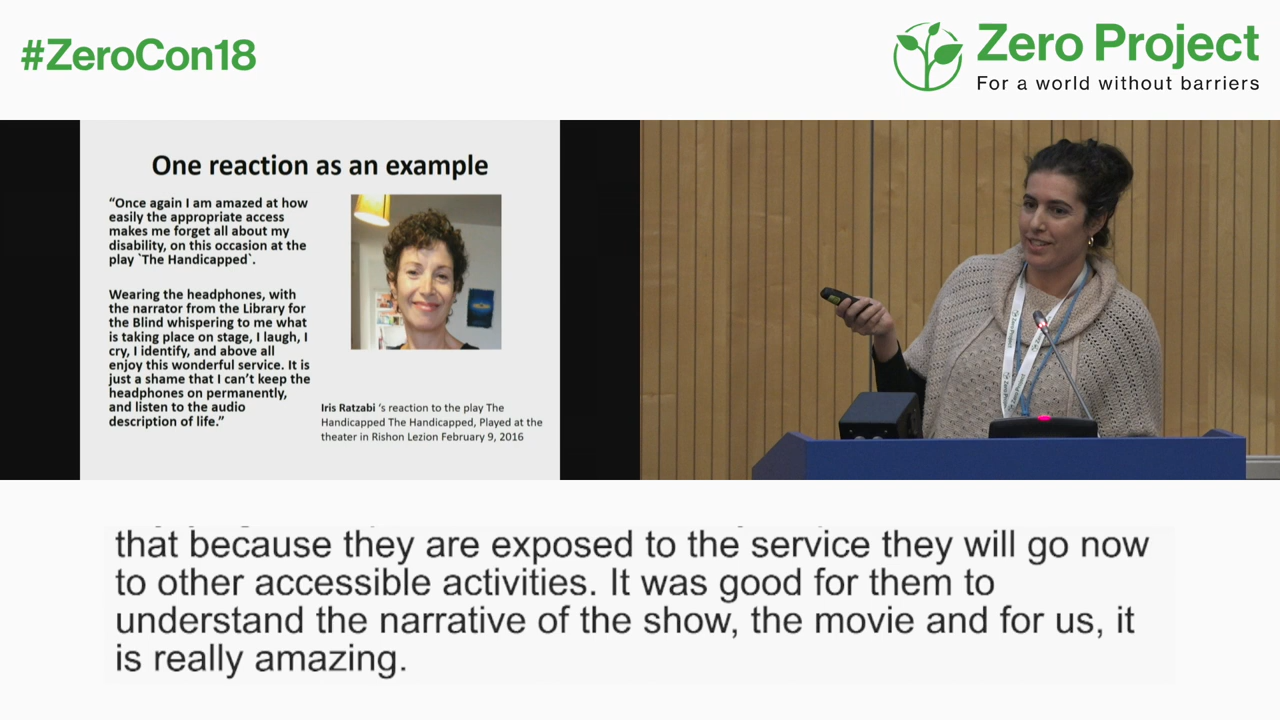 #ZeroCon18
Zero Project
For a world without barriers
One reaction as an example
“Once again I am amazed at how
easily the appropriate access
makes me forget all about my
disability, on this occasion at the
play `The Handicapped`.
Wearing the headphones, with
the narrator from the Library for
the Blind whispering to me what
is taking place on stage, I laugh, I
cry, I identify, and above all
enjoy this wonderful service. It is
just a shame that I can’t keep the
headphones on permanently,
and listen to the audio
description of life.”
Iris Ratzabi ‘s reaction to the play The
Handicapped The Handicapped, Played at the
theater in Rishon Lezion February 9, 2016
that because they are exposed to the service they will go now
to other accessible activities. It was good for them to
understand the narrative of the show, the movie and for us, it
is really amazing.